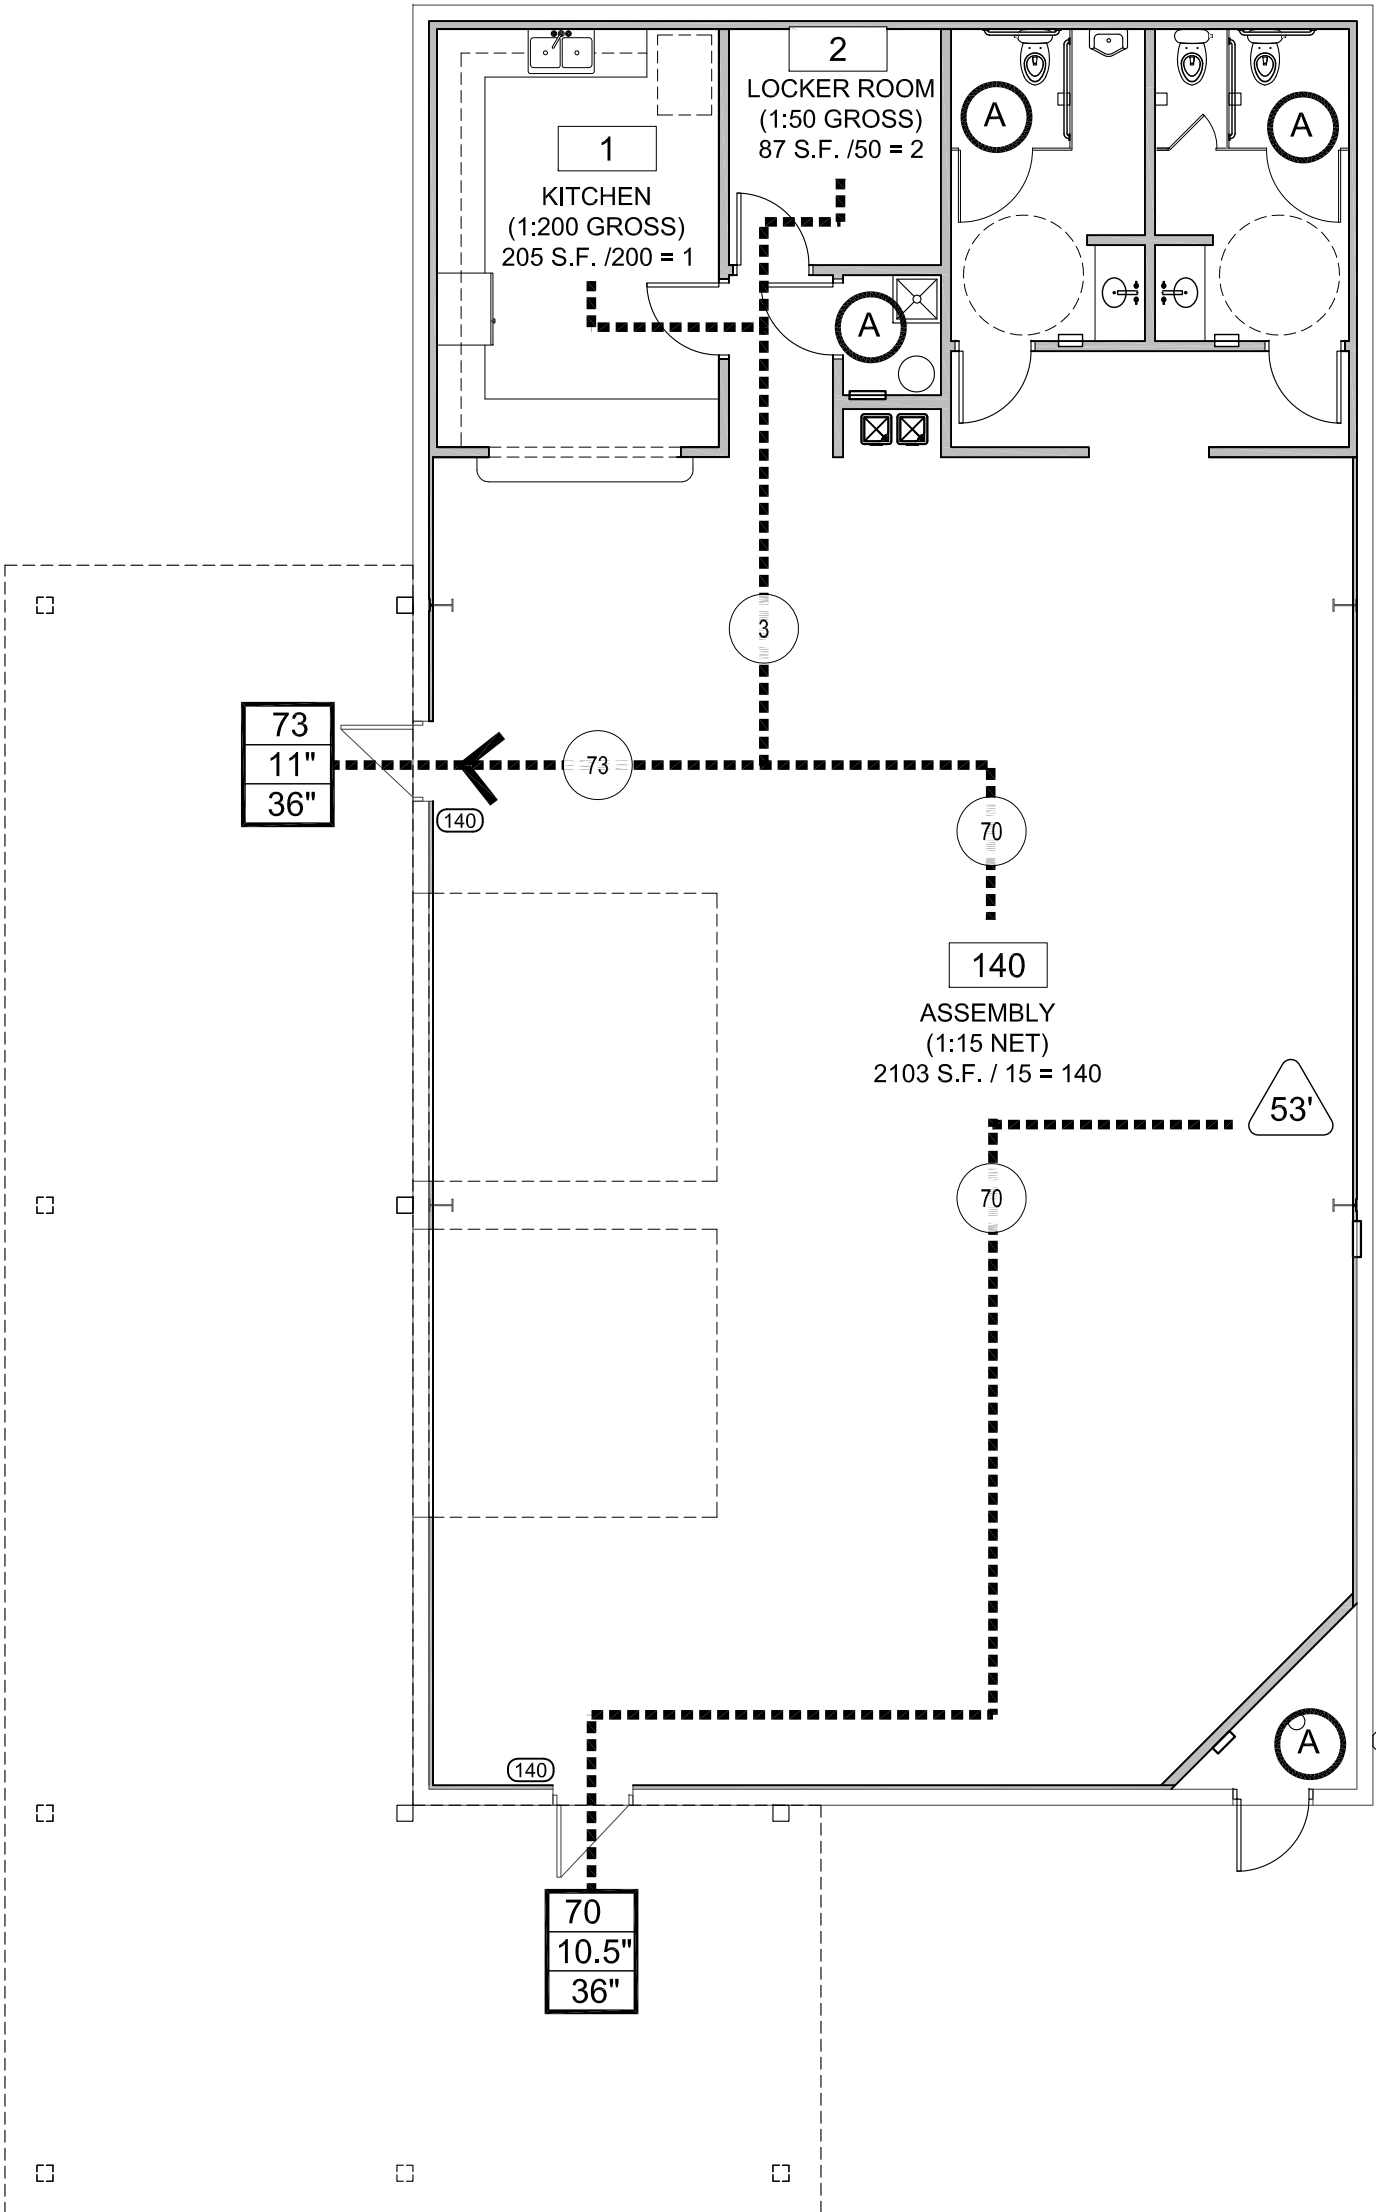 2
LOCKER ROOM
(1:50 GROSS)
87 S.F. /50 = 2
A
A
1
KITCHEN
(1:200 GROSS)
205 S.F. /200 = 1
A
3
73
11"
36"
73
140
70
140
ASSEMBLY
(1:15 NET)
2103 S.F. / 15 = 140
53'
70
A
140
70
10.5"
36"